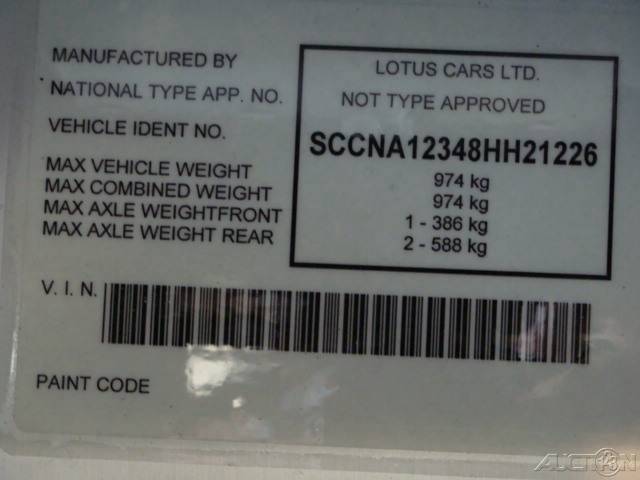 MANUFACTURED BY LOTUS CARS LTD.
NATIONAL TYPE APP. NO. NOT TYPE APPROVED
VEHICLE IDENT NO. SCCNA12348HH21226
MAX VEHICLE WEIGHT 974 kg
MAX COMBINED WEIGHT 974 kg
MAX AXLE WEIGHTFRONT 1 - 386 kg
MAX AXLE WEIGHT REAR 2 - 588 kg
V. I. N.
PAINT CODE
AUCTION 123